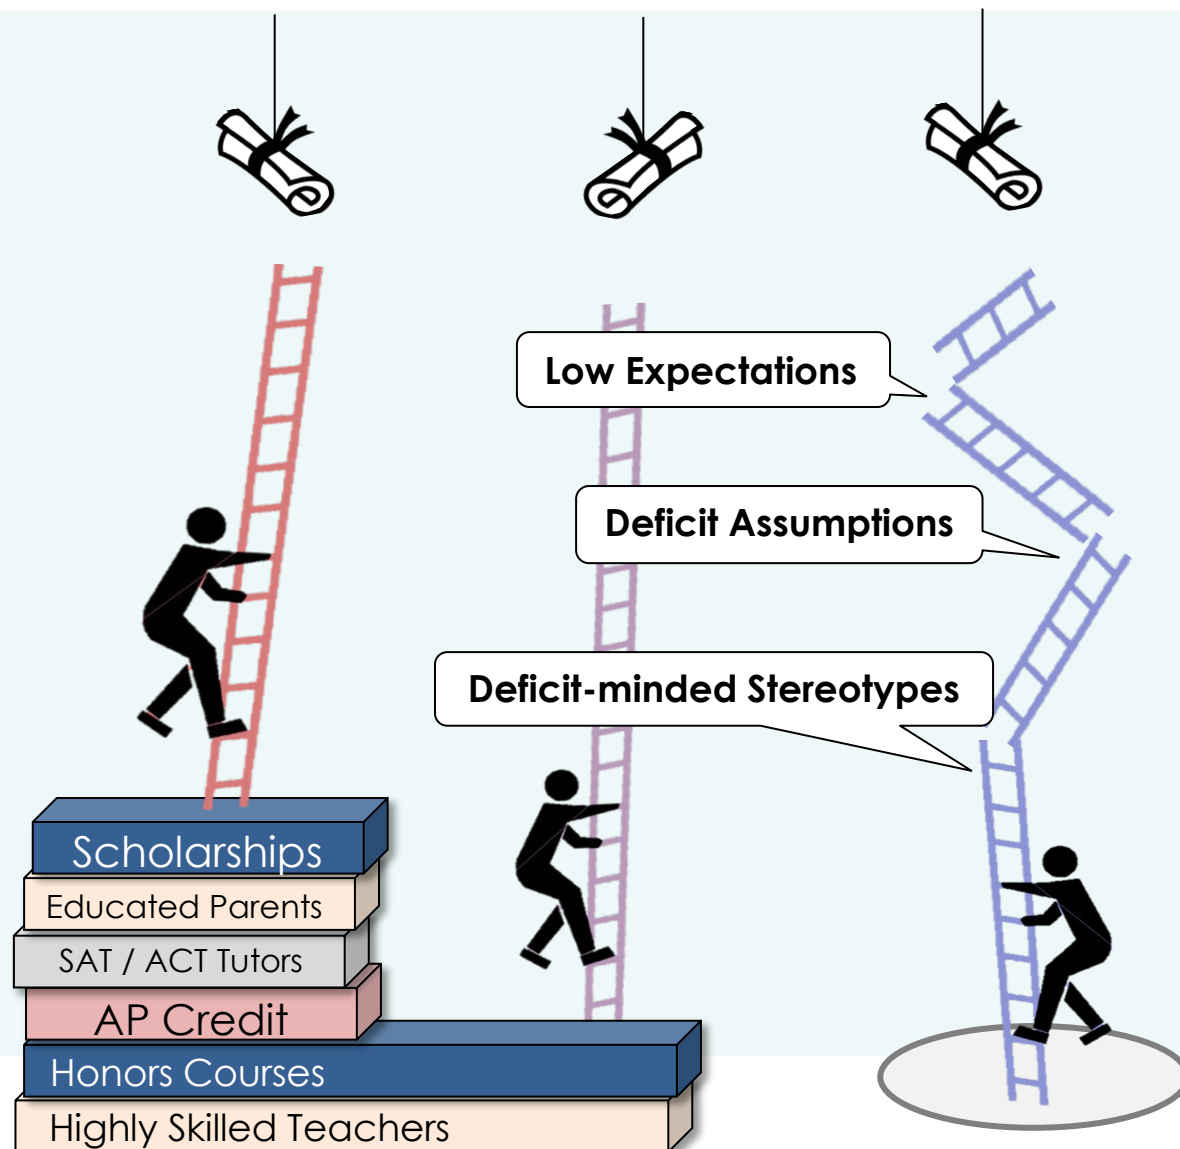 Low Expectations
Deficit Assumptions
Deficit-minded Stereotypes
Scholarships
Educated Parents
SAT / ACT Tutors
AP Credit
Honors Courses
Highly Skilled Teachers